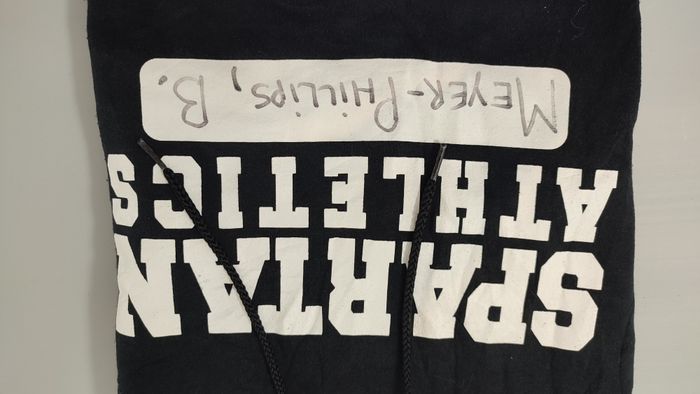 SPARTAN
ATHLETICS
MEYER-PHILLIPS, B.